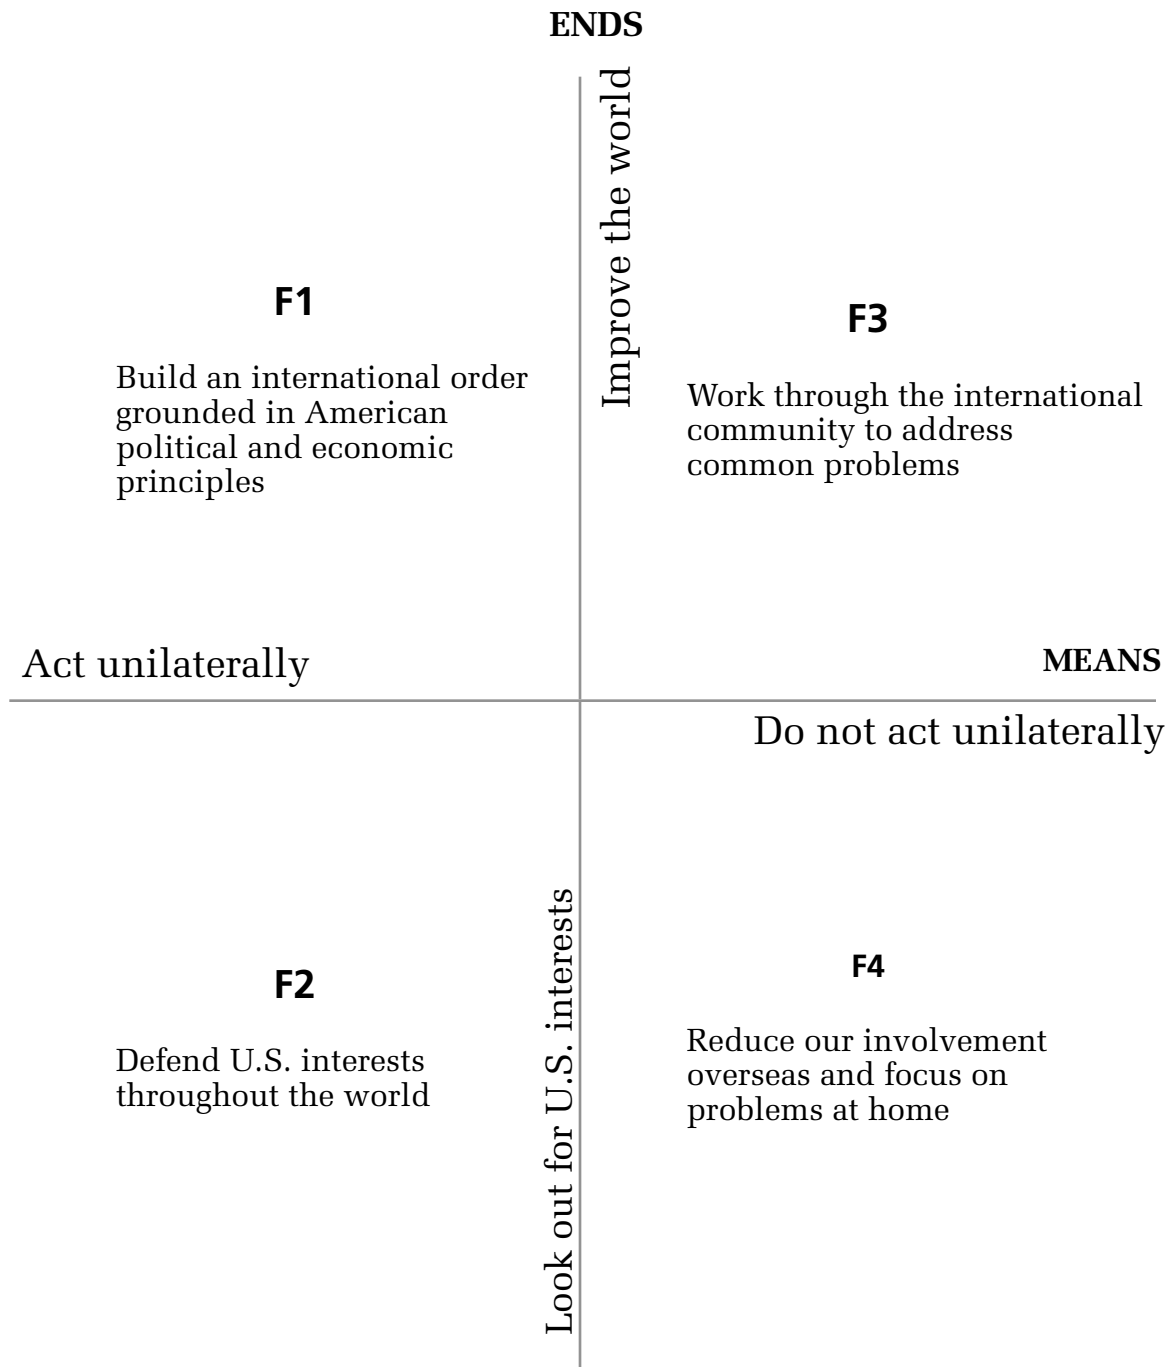 ENDS
Improve the world
F1
Build an international order
grounded in American
political and economic
principles
F3
Work through the international
community to address
common problems
Act unilaterally
MEANS
Do not act unilaterally
Look out for U.S. interests
F2
Defend U.S. interests
throughout the world
F4
Reduce our involvement
overseas and focus on
problems at home